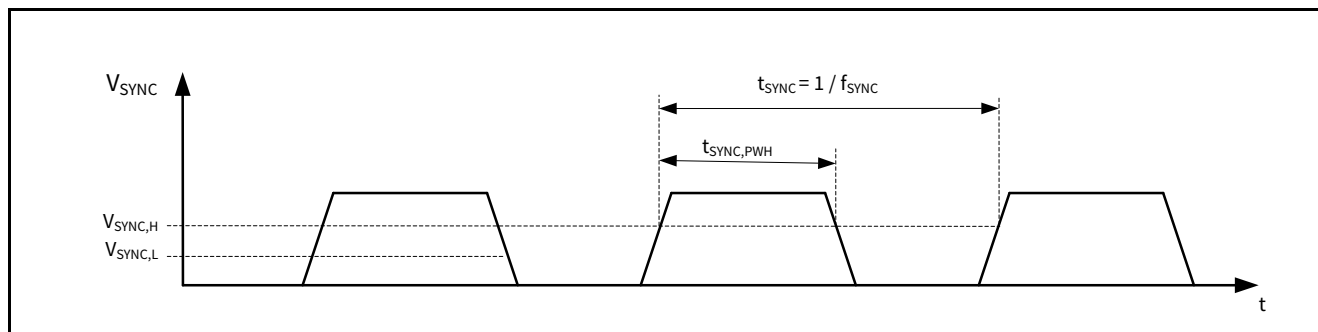 V_SYNC
t_SYNC = 1 / f_SYNC
t_SYNC,PWH
V_SYNC,H
V_SYNC,L
t